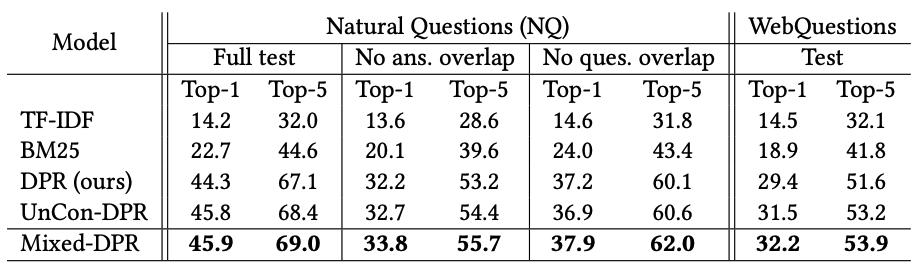 Model Natural Questions (NQ) WebQuestions
Full test No ans. overlap No ques. overlap Test
Top-1 Top-5 Top-1 Top-5 Top-1 Top-5 Top-1 Top-5
TF-IDF 14.2 32.0 13.6 28.6 14.6 31.8 14.5 32.1
BM25 22.7 44.6 20.1 39.6 24.0 43.4 18.9 41.8
DPR (ours) 44.3 67.1 32.2 53.2 37.2 60.1 29.4 51.6
UnCon-DPR 45.8 68.4 32.7 54.4 36.9 60.6 31.5 53.2
Mixed-DPR 45.9 69.0 33.8 55.7 37.9 62.0 32.2 53.9